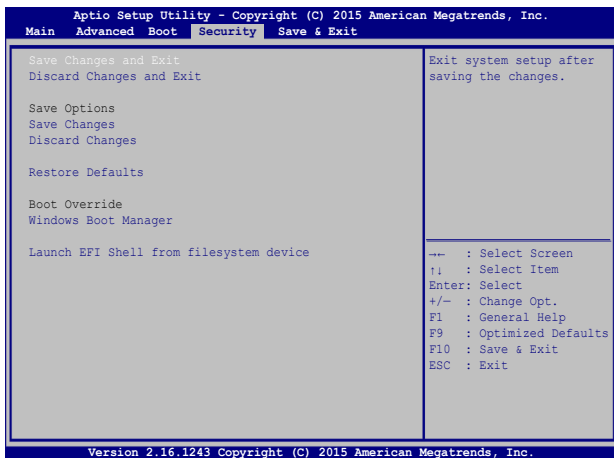 Aptio Setup Utility - Copyright (C) 2015 American Megatrends, Inc.
Main Advanced Boot Security Save & Exit
Save Changes and Exit
Discard Changes and Exit
Save Options
Save Changes
Discard Changes
Restore Defaults
Boot Override
Windows Boot Manager
Launch EFI Shell from filesystem device
Exit system setup after
saving the changes.
→← : Select Screen
↑↓ : Select Item
Enter: Select
+/— : Change Opt.
F1 : General Help
F9 : Optimized Defaults
F10 : Save & Exit
ESC : Exit
Version 2.16.1243 Copyright (C) 2015 American Megatrends, Inc.